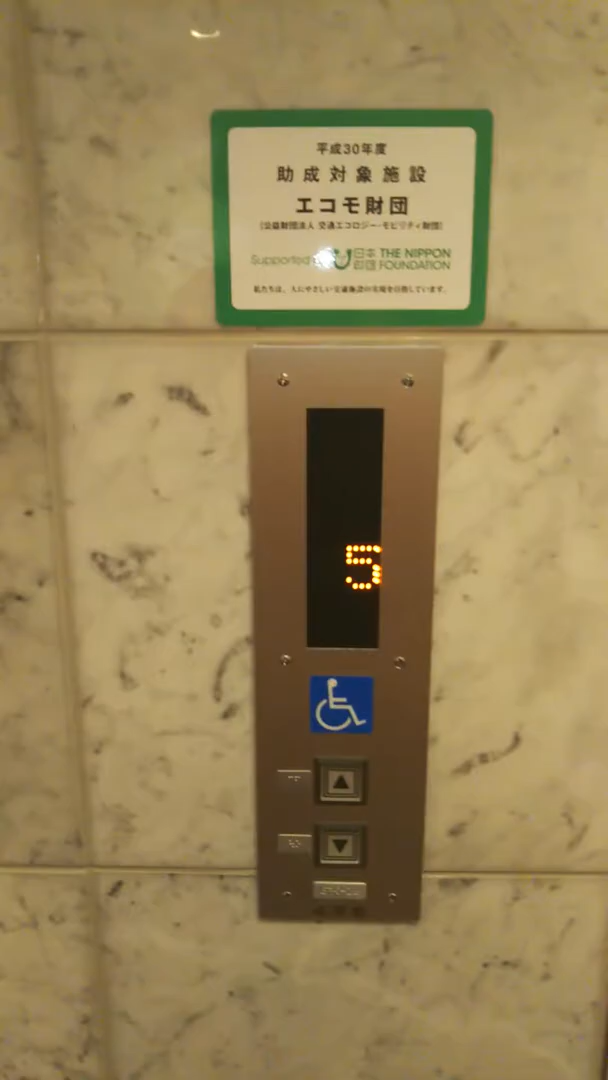 平成30年度
助成対象施設
エコモ財団
(公益財団法人 交通エコロジー・モビリティ財団)
Supported
日本 THE NIPPON
財団 FOUNDATION
私たちは、人にやさしい交通施設の実現を目指しています。
5